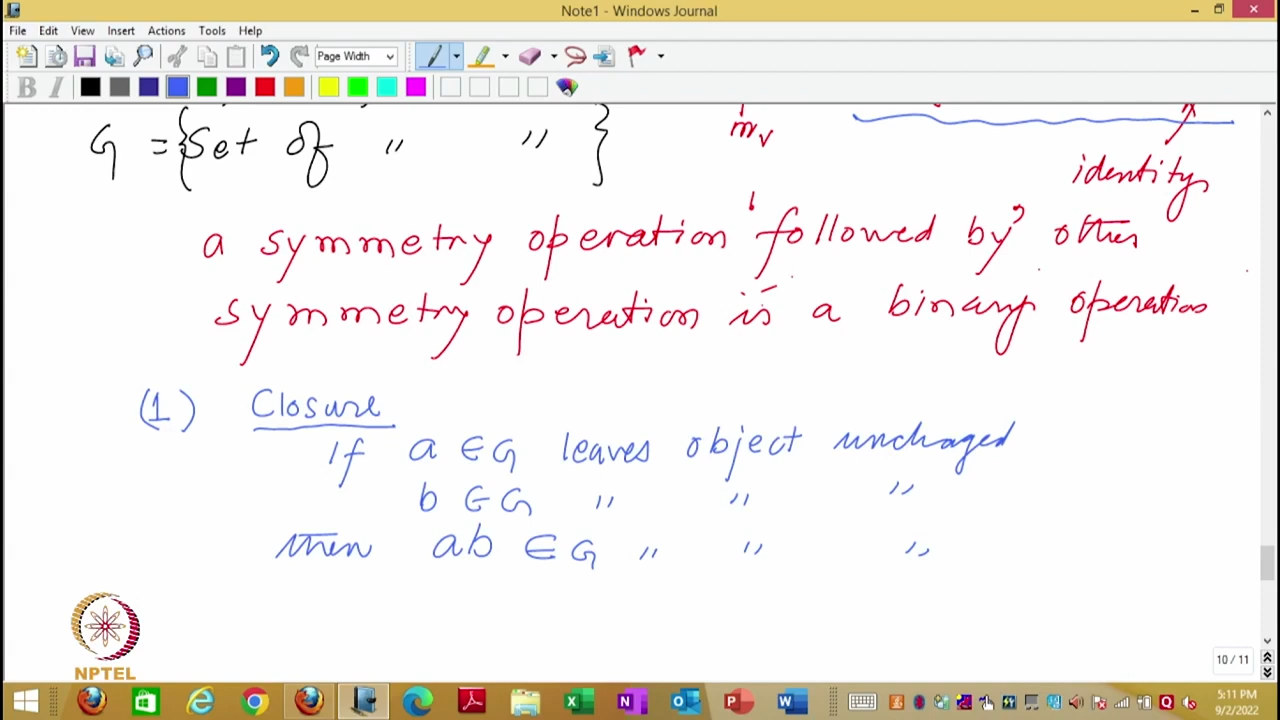 Note1 - Windows Journal
File Edit View Insert Actions Tools Help
Page Width
G = {Set of " " }
m v
identity
a symmetry operation 'followed by' other
symmetry operation is a binary operation
(1) Closure
If a ∈ G leaves object unchaged
b ∈ G " " "
then ab ∈ G " " "
NPTEL
10 / 11
5:11 PM
9/2/2022